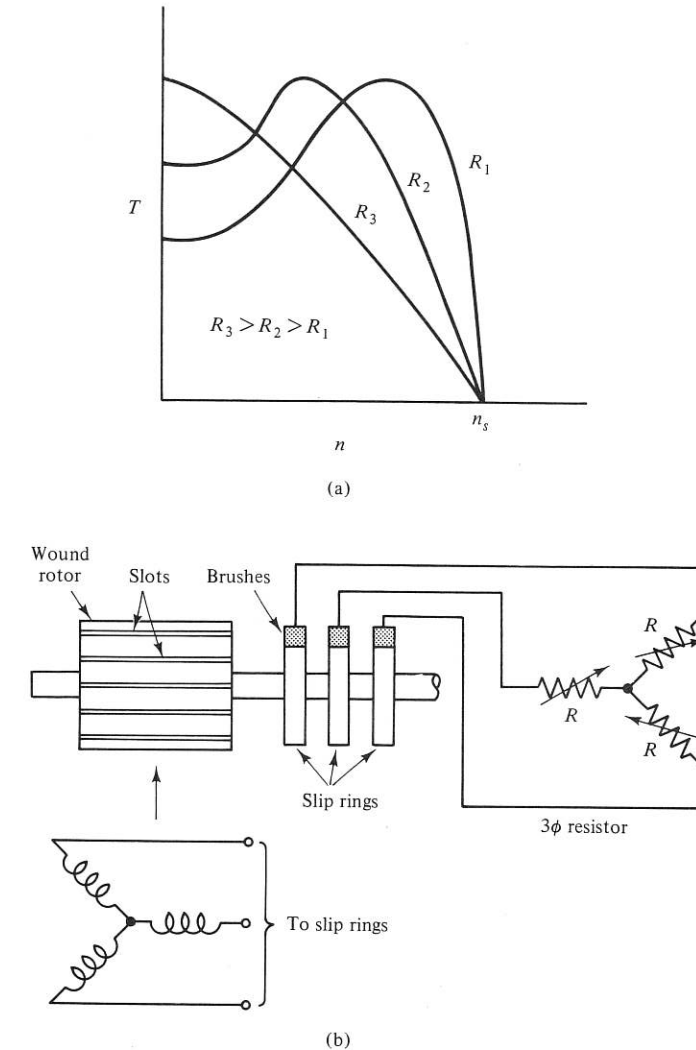 T
R₁
R₂
R₃
R₃ > R₂ > R₁
nₛ
n
(a)
Wound
rotor
Slots
Brushes
R
R
R
Slip rings
3ϕ resistor
To slip rings
(b)